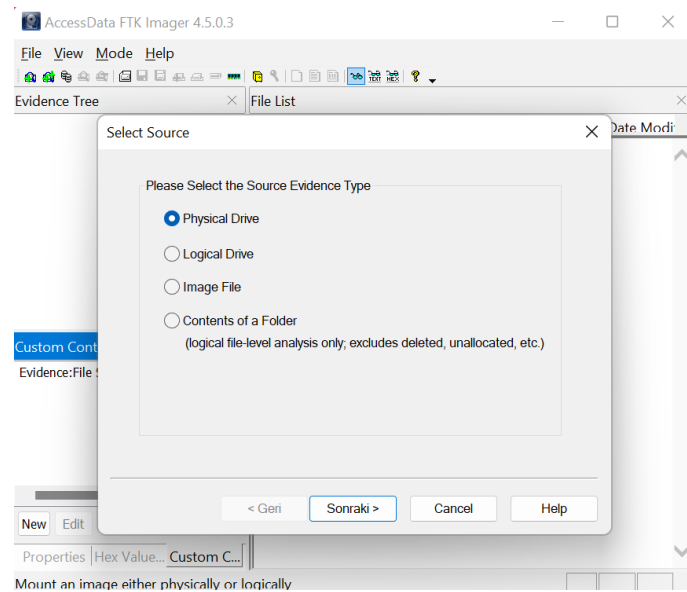 AccessData FTK Imager 4.5.0.3
File View Mode Help
Evidence Tree
File List
Select Source
Date Modi
Please Select the Source Evidence Type
Physical Drive
Logical Drive
Image File
Contents of a Folder
(logical file-level analysis only; excludes deleted, unallocated, etc.)
Custom Cont
Evidence:File
< Geri Sonraki > Cancel Help
New Edit
Properties Hex Value... Custom C...
Mount an image either physically or logically